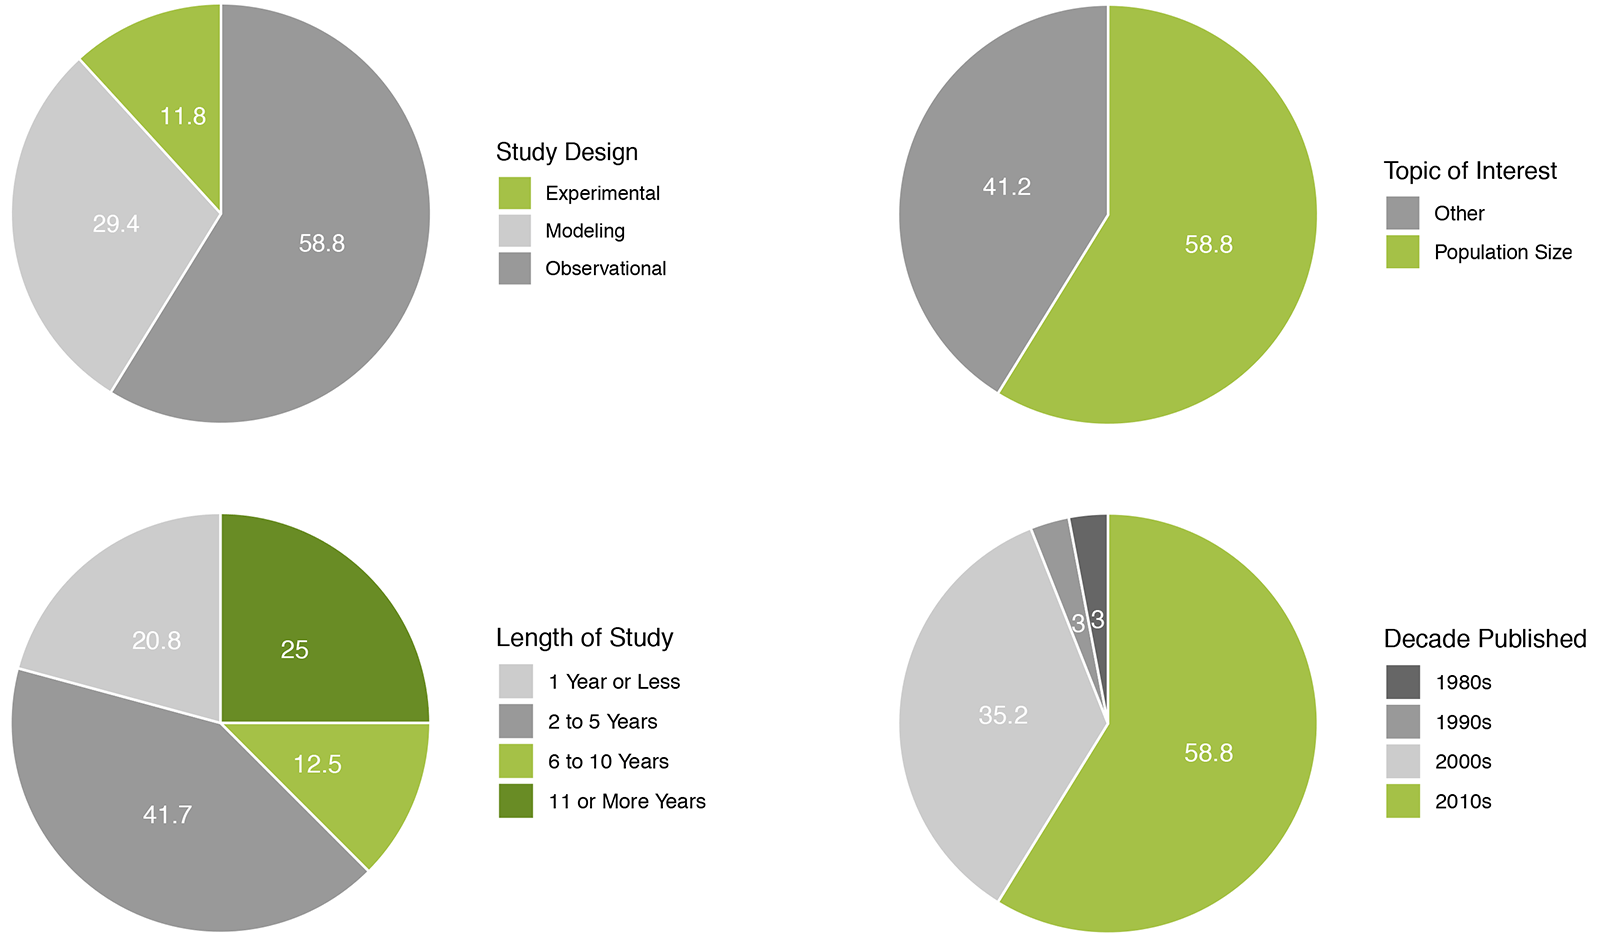 11.8
29.4
58.8
Study Design
Experimental
Modeling
Observational
41.2
58.8
Topic of Interest
Other
Population Size
20.8
25
12.5
41.7
Length of Study
1 Year or Less
2 to 5 Years
6 to 10 Years
11 or More Years
3
3
35.2
58.8
Decade Published
1980s
1990s
2000s
2010s